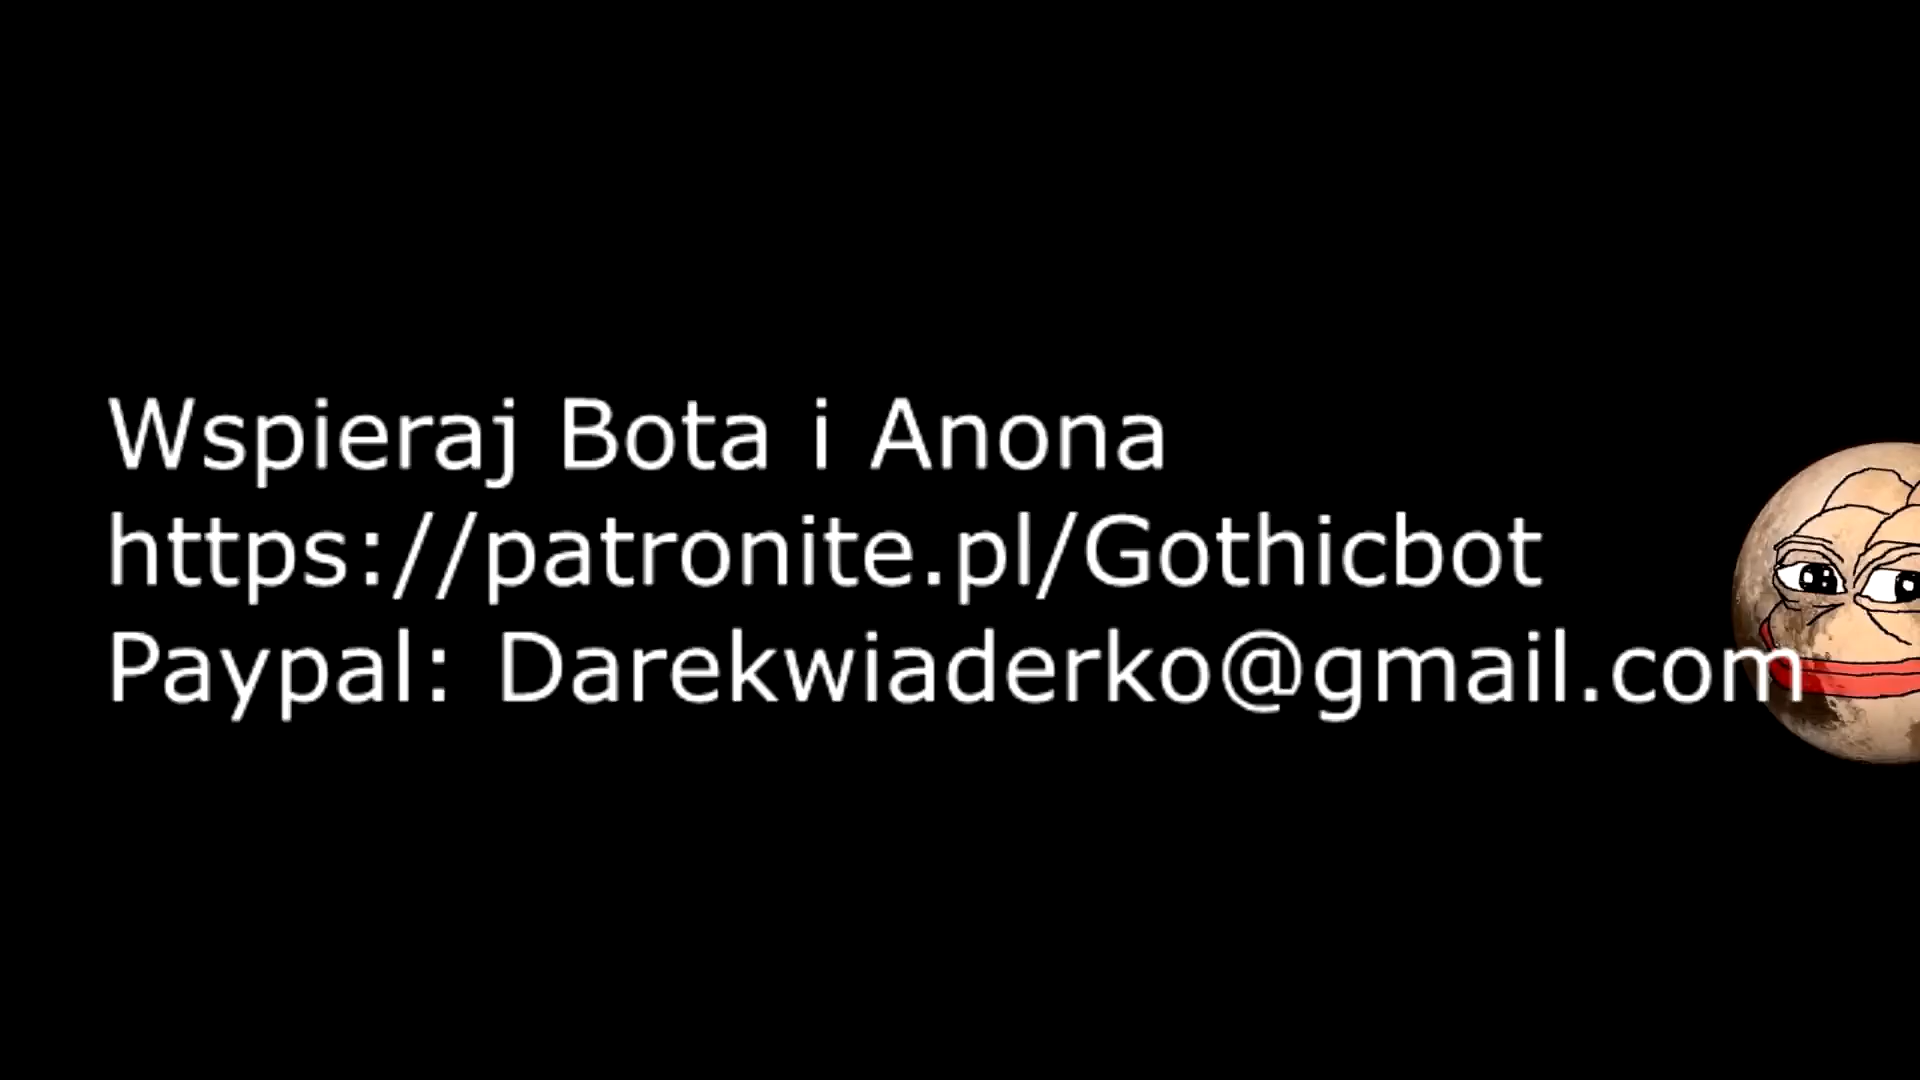 Wspieraj Bota i Anona
https://patronite.pl/Gothicbot
Paypal: Darekwiaderko@gmail.com